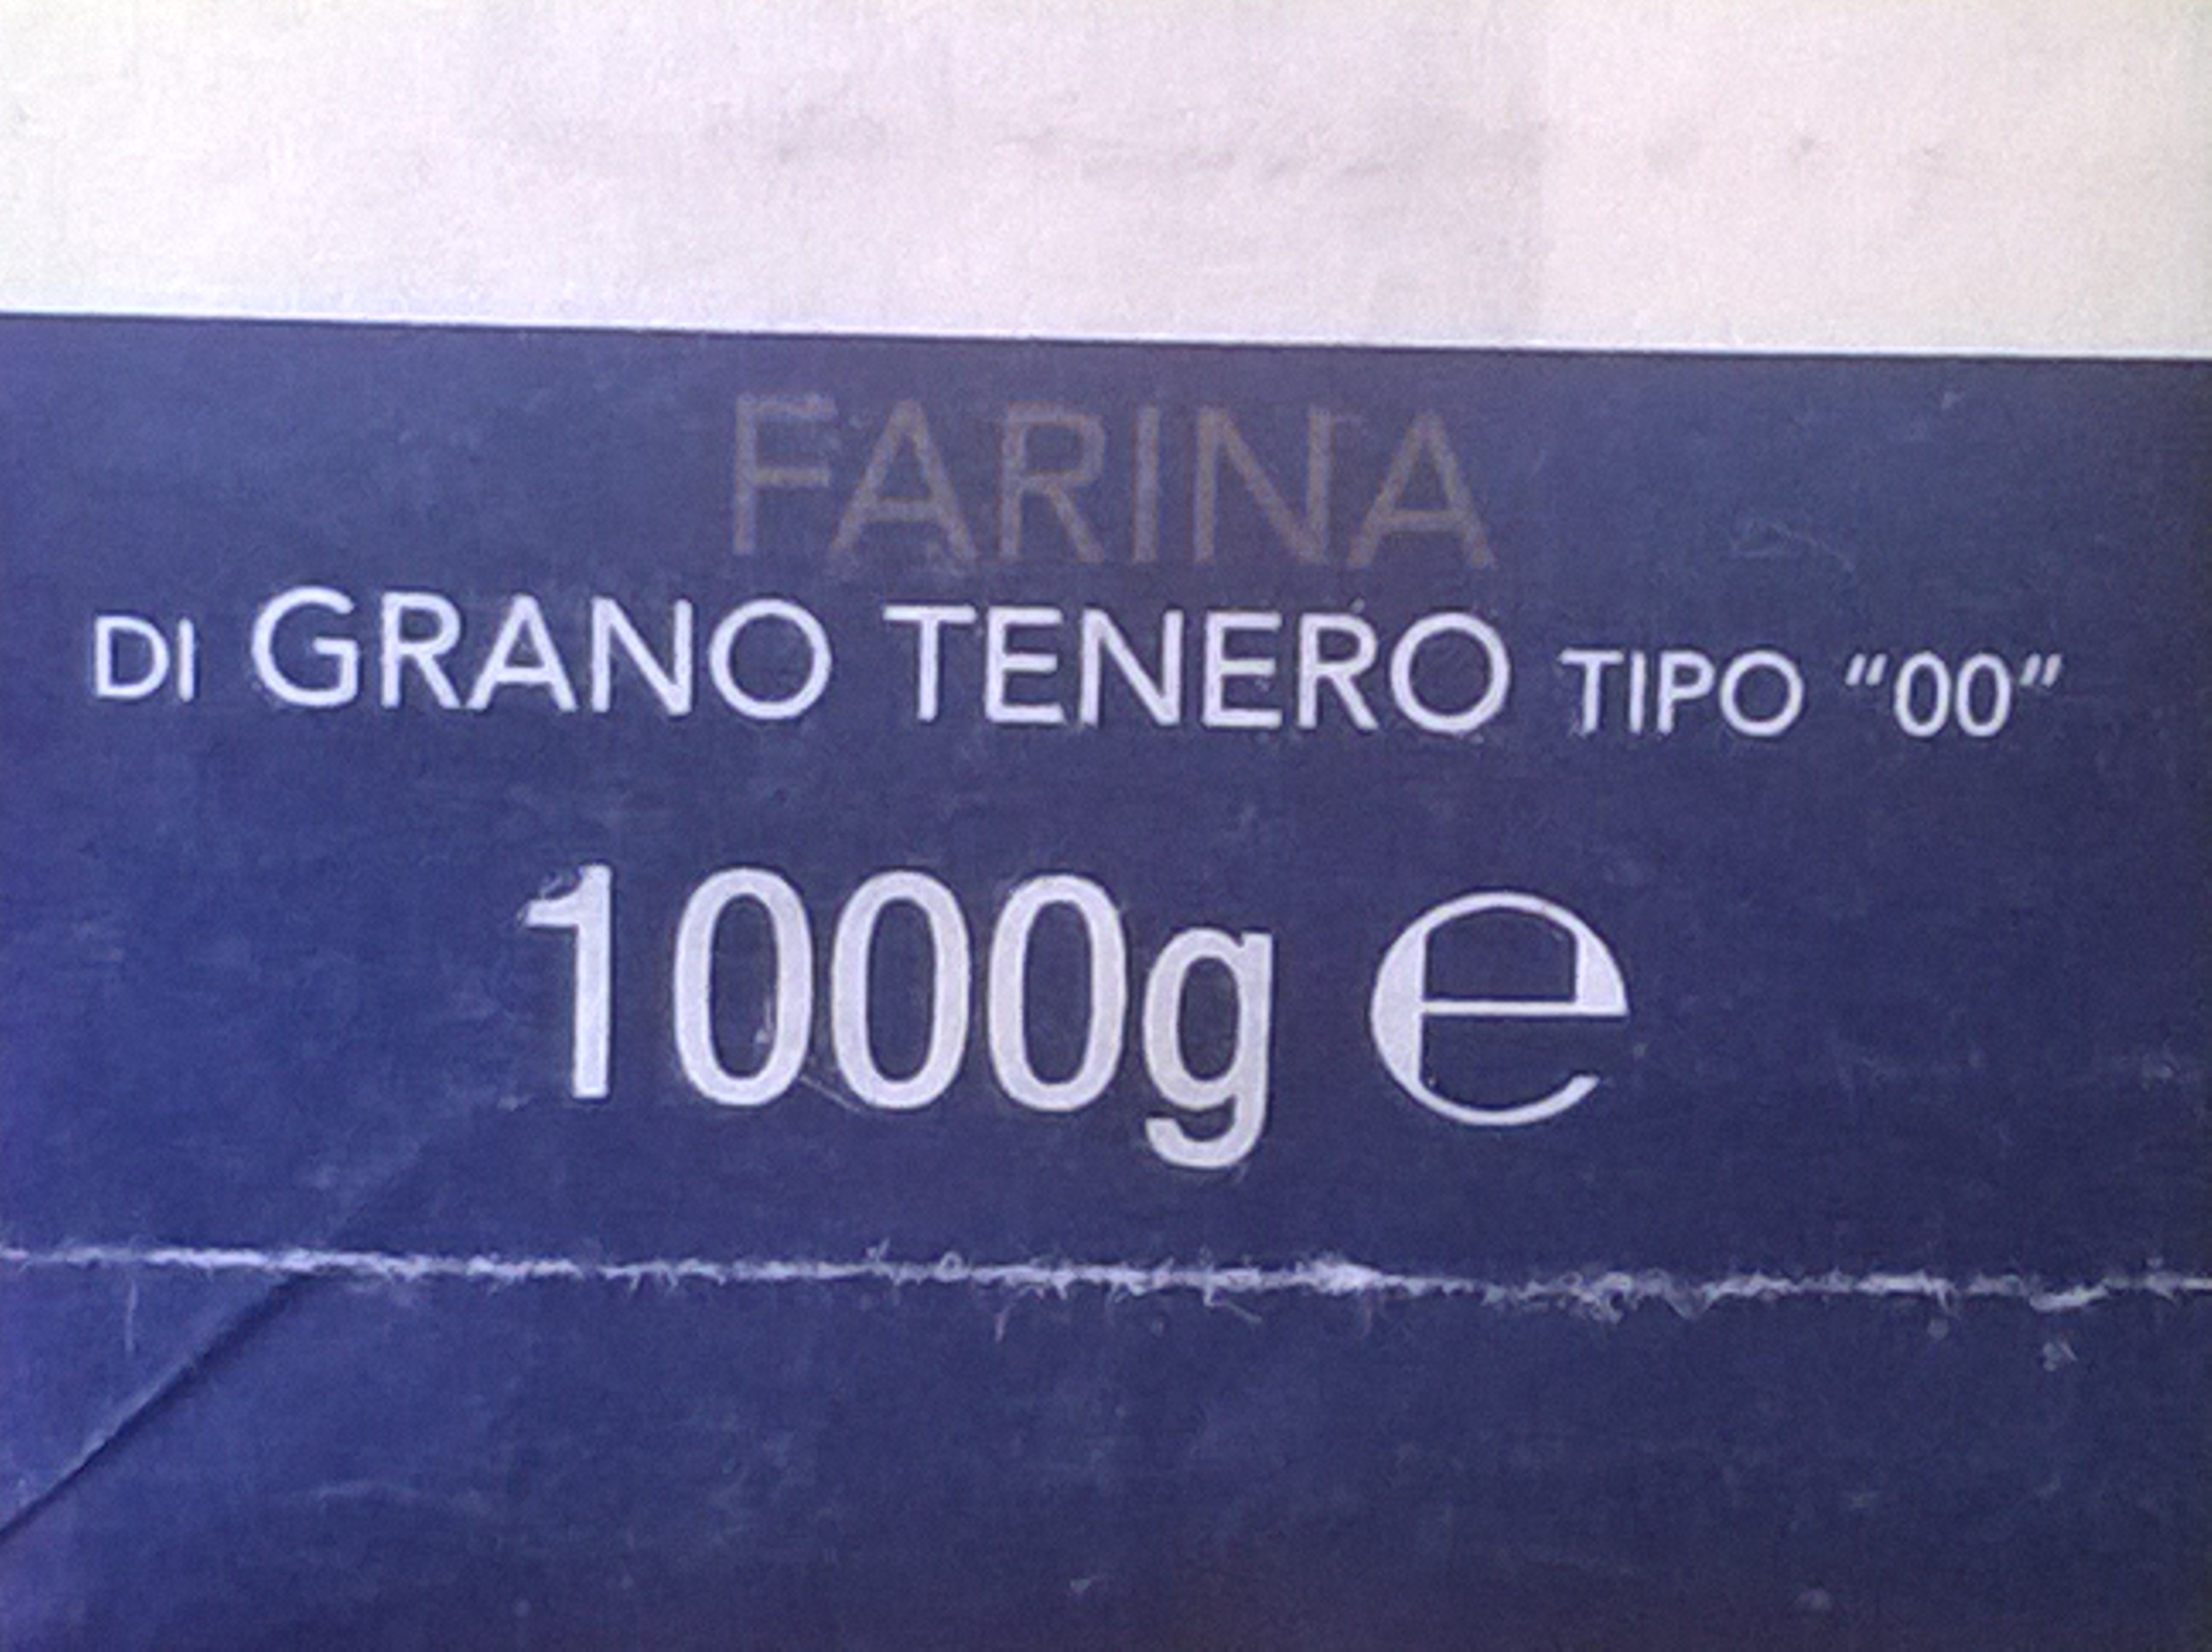 FARINA
DI GRANO TENERO TIPO “00”
1000g ℮